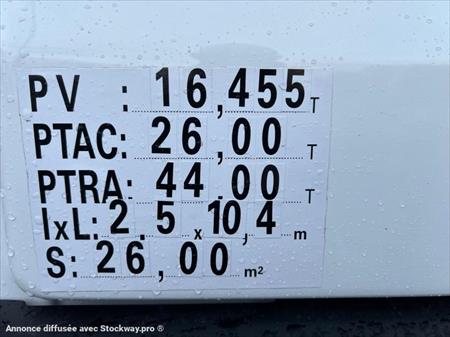 PV : 16,455 T
PTAC: 26,00 T
PTRA: 44.00 T
IxL: 2.5 x 10,4 m
S: 26,00 m²
Annonce diffusée avec Stockway.pro ®